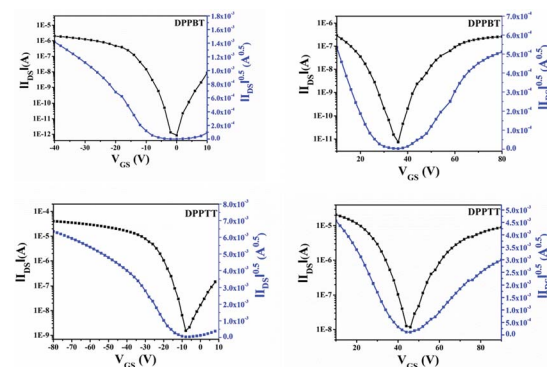 DPPBT
1E-5
1E-6
1E-7
1E-8
1E-9
1E-10
1E-11
1E-12
|I_DS|(A)
1.8x10⁻³
1.6x10⁻³
1.4x10⁻³
1.2x10⁻³
1.0x10⁻³
8.0x10⁻⁴
6.0x10⁻⁴
4.0x10⁻⁴
2.0x10⁻⁴
0.0
|I_DS|^0.5 (A^0.5)
-40 -30 -20 -10 0 10
V_GS (V)
DPPBT
1E-6
1E-7
1E-8
1E-9
1E-10
1E-11
|I_DS|(A)
7.0x10⁻⁴
6.0x10⁻⁴
5.0x10⁻⁴
4.0x10⁻⁴
3.0x10⁻⁴
2.0x10⁻⁴
1.0x10⁻⁴
0.0
|I_DS|^0.5 (A^0.5)
20 40 60 80
V_GS (V)
DPPTT
1E-4
1E-5
1E-6
1E-7
1E-8
1E-9
|I_DS|(A)
8.0x10⁻³
7.0x10⁻³
6.0x10⁻³
5.0x10⁻³
4.0x10⁻³
3.0x10⁻³
2.0x10⁻³
1.0x10⁻³
0.0
|I_DS|^0.5 (A^0.5)
-80 -70 -60 -50 -40 -30 -20 -10 0 10
V_GS (V)
DPPTT
1E-5
1E-6
1E-7
1E-8
|I_DS|(A)
5.0x10⁻³
4.5x10⁻³
4.0x10⁻³
3.5x10⁻³
3.0x10⁻³
2.5x10⁻³
2.0x10⁻³
1.5x10⁻³
1.0x10⁻³
5.0x10⁻⁴
0.0
|I_DS|^0.5 (A^0.5)
20 40 60 80
V_GS (V)